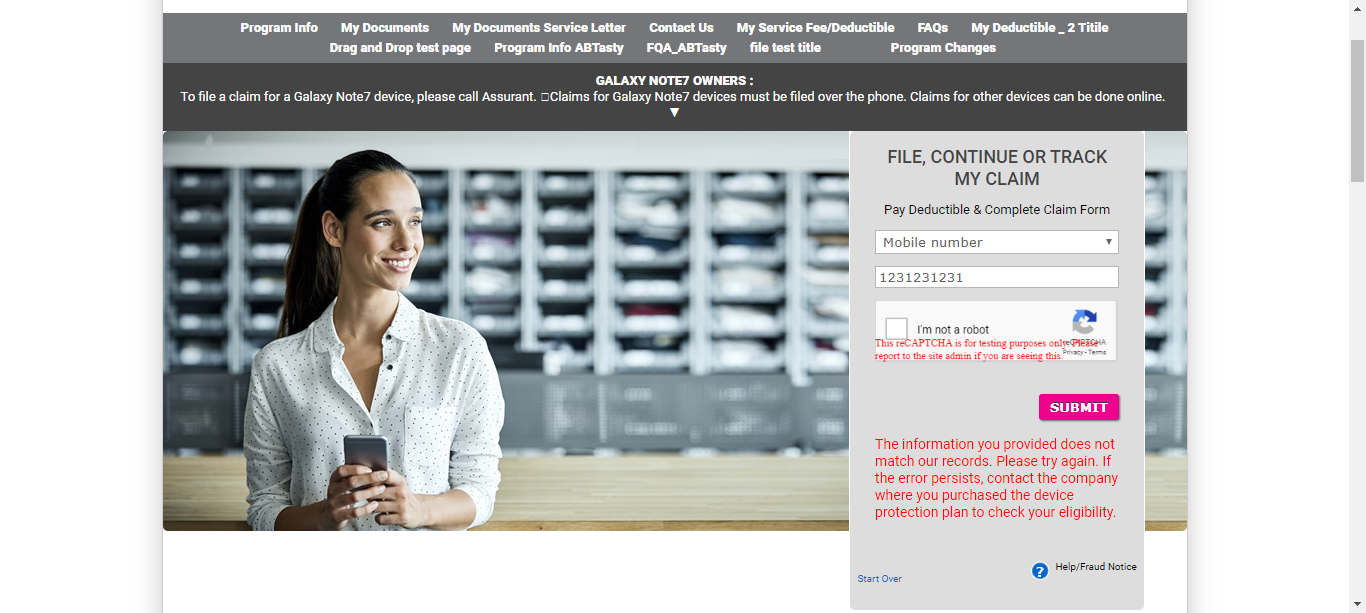 Program Info My Documents My Documents Service Letter Contact Us My Service Fee/Deductible FAQs My Deductible _ 2 Titile
Drag and Drop test page Program Info ABTasty FQA_ABTasty file test title Program Changes
GALAXY NOTE7 OWNERS :
To file a claim for a Galaxy Note7 device, please call Assurant. Claims for Galaxy Note7 devices must be filed over the phone. Claims for other devices can be done online.
▼
FILE, CONTINUE OR TRACK
MY CLAIM
Pay Deductible & Complete Claim Form
Mobile number
1231231231
I'm not a robot
This reCAPTCHA is for testing purposes only. Please
report to the site admin if you are seeing this.
reCAPTCHA
Privacy - Terms
SUBMIT
The information you provided does not
match our records. Please try again. If
the error persists, contact the company
where you purchased the device
protection plan to check your eligibility.
? Help/Fraud Notice
Start Over